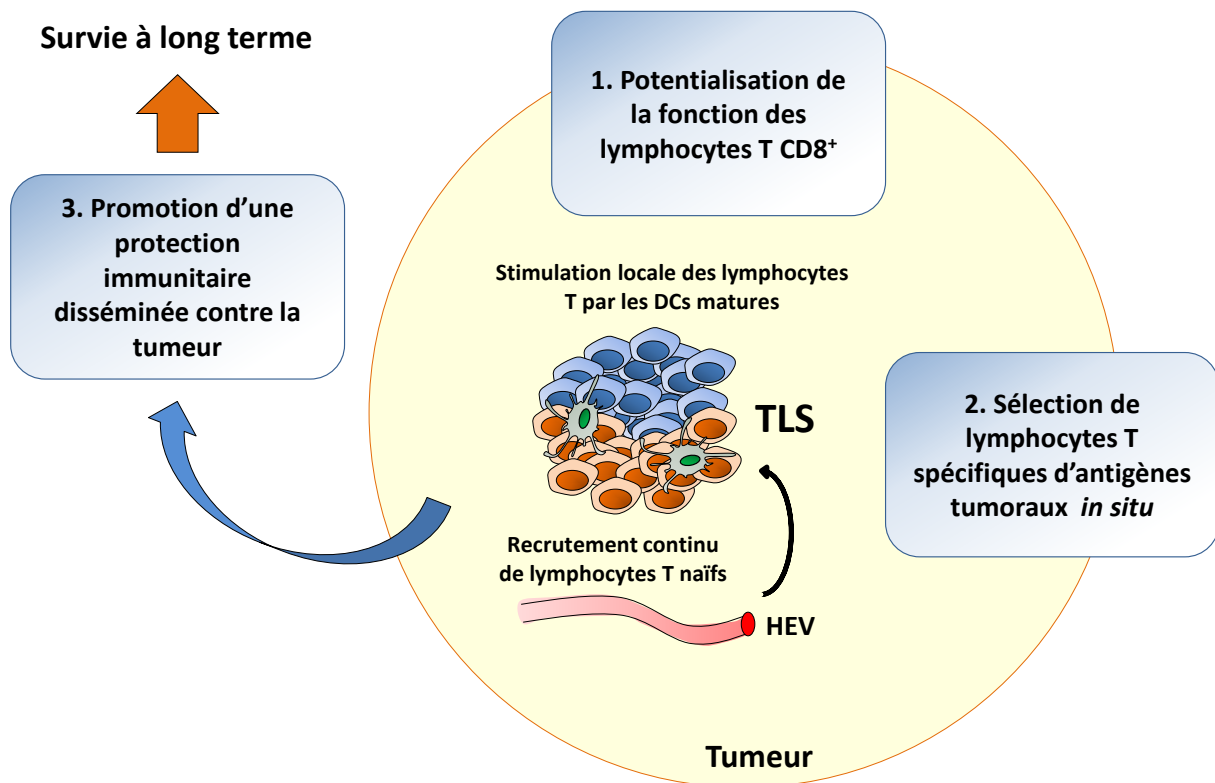 Survie à long terme
1. Potentialisation de
la fonction des
lymphocytes T CD8⁺
3. Promotion d’une
protection
immunitaire
disséminée contre la
tumeur
Stimulation locale des lymphocytes
T par les DCs matures
TLS
2. Sélection de
lymphocytes T
spécifiques d’antigènes
tumoraux in situ
Recrutement continu
de lymphocytes T naïfs
HEV
Tumeur